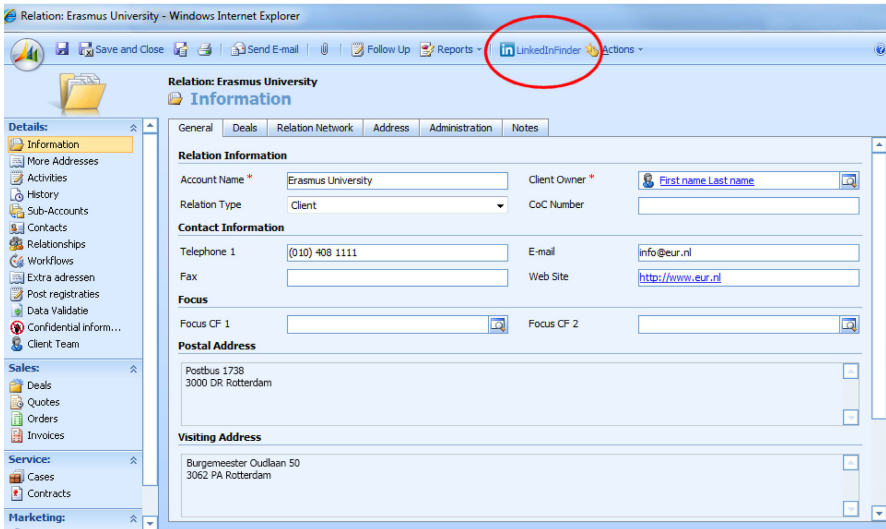 Relation: Erasmus University - Windows Internet Explorer
Save and Close Send E-mail Follow Up Reports LinkedInFinder Actions
Relation: Erasmus University
Information
Details:
Information
More Addresses
Activities
History
Sub-Accounts
Contacts
Relationships
Workflows
Extra adressen
Post registraties
Data Validatie
Confidential inform...
Client Team
Sales:
Deals
Quotes
Orders
Invoices
Service:
Cases
Contracts
Marketing:
General Deals Relation Network Address Administration Notes
Relation Information
Account Name * Erasmus University Client Owner * First name Last name
Relation Type Client CoC Number
Contact Information
Telephone 1 (010) 408 1111 E-mail info@eur.nl
Fax Web Site http://www.eur.nl
Focus
Focus CF 1 Focus CF 2
Postal Address
Postbus 1738
3000 DR Rotterdam
Visiting Address
Burgemeester Oudlaan 50
3062 PA Rotterdam